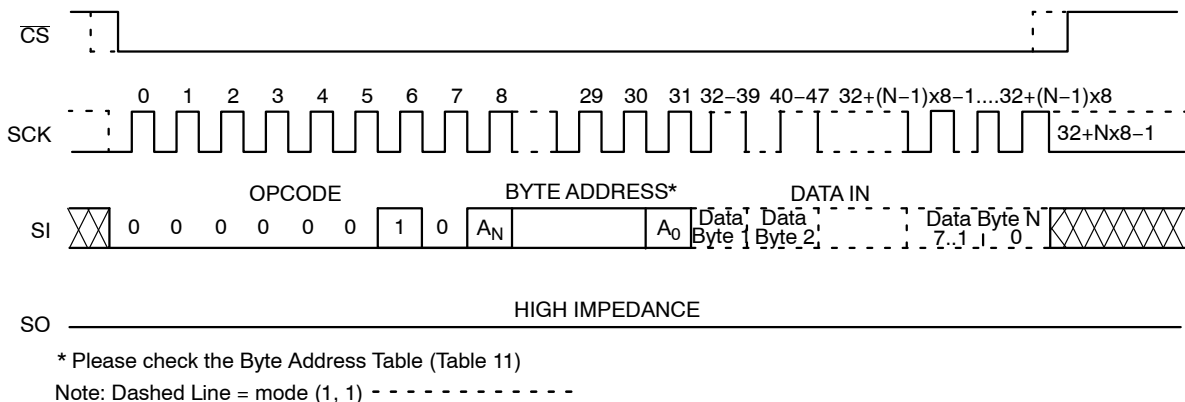 CS
0 1 2 3 4 5 6 7 8 29 30 31 32–39 40–47 32+(N–1)x8–1....32+(N–1)x8
SCK
32+Nx8–1
OPCODE BYTE ADDRESS* DATA IN
SI 0 0 0 0 0 0 1 0 AN A0 Data Byte 1 Data Byte 2 Data Byte N 7..1 0
HIGH IMPEDANCE
SO
* Please check the Byte Address Table (Table 11)
Note: Dashed Line = mode (1, 1)